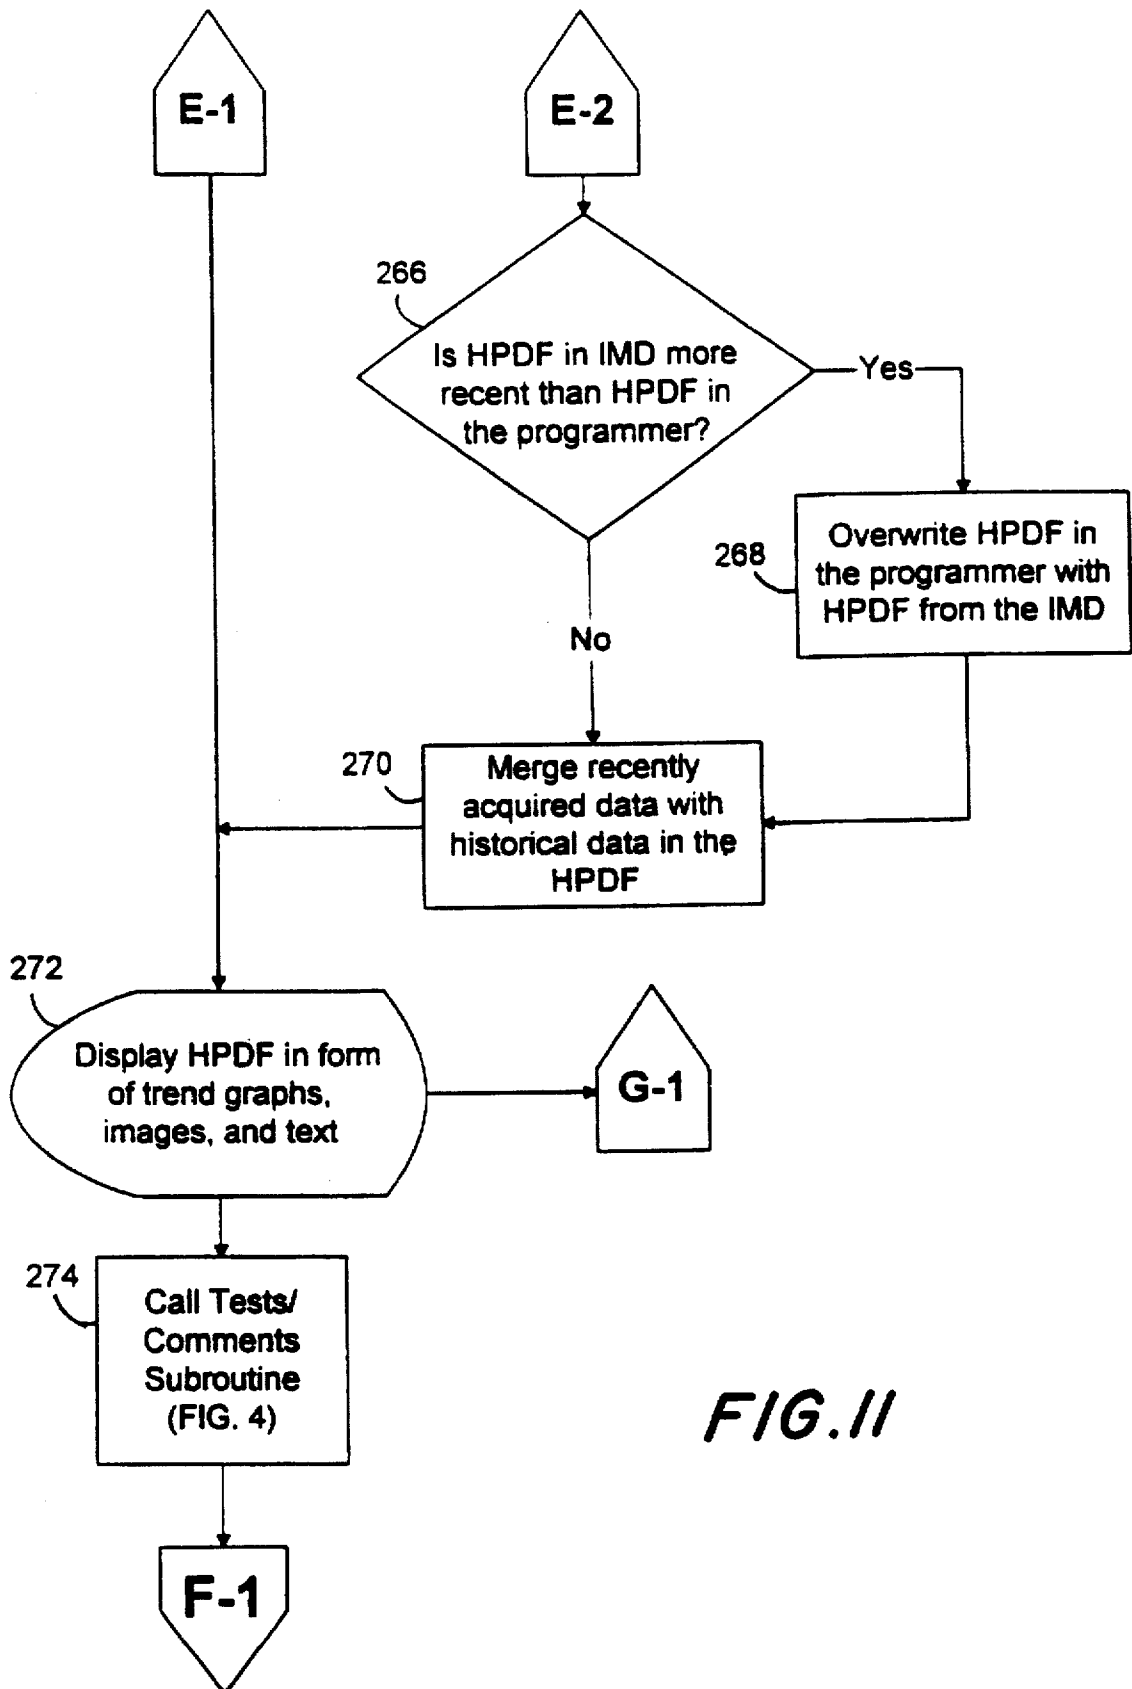 E-1
E-2
266
Is HPDF in IMD more
recent than HPDF in
the programmer?
Yes
268
Overwrite HPDF in
the programmer with
HPDF from the IMD
No
270
Merge recently
acquired data with
historical data in the
HPDF
272
Display HPDF in form
of trend graphs,
images, and text
G-1
274
Call Tests/
Comments
Subroutine
(FIG. 4)
FIG.11
F-1